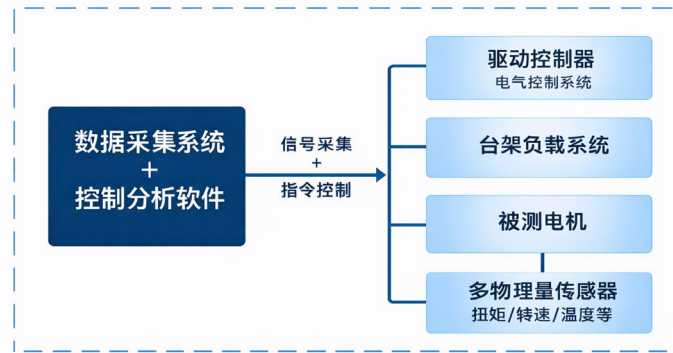 数据采集系统
+
控制分析软件
信号采集
+
指令控制
驱动控制器
电气控制系统
台架负载系统
被测电机
多物理量传感器
扭矩/转速/温度等